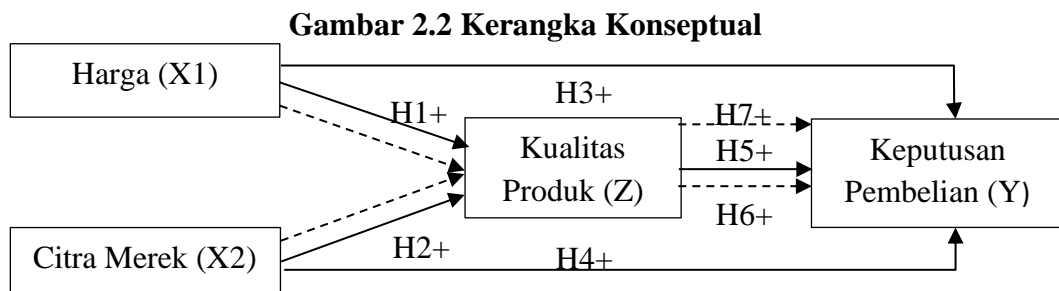 Gambar 2.2 Kerangka Konseptual
Harga (X1)
H3+
H1+
H7+
Kualitas
Produk (Z)
H5+
Keputusan
Pembelian (Y)
H6+
Citra Merek (X2)
H2+
H4+